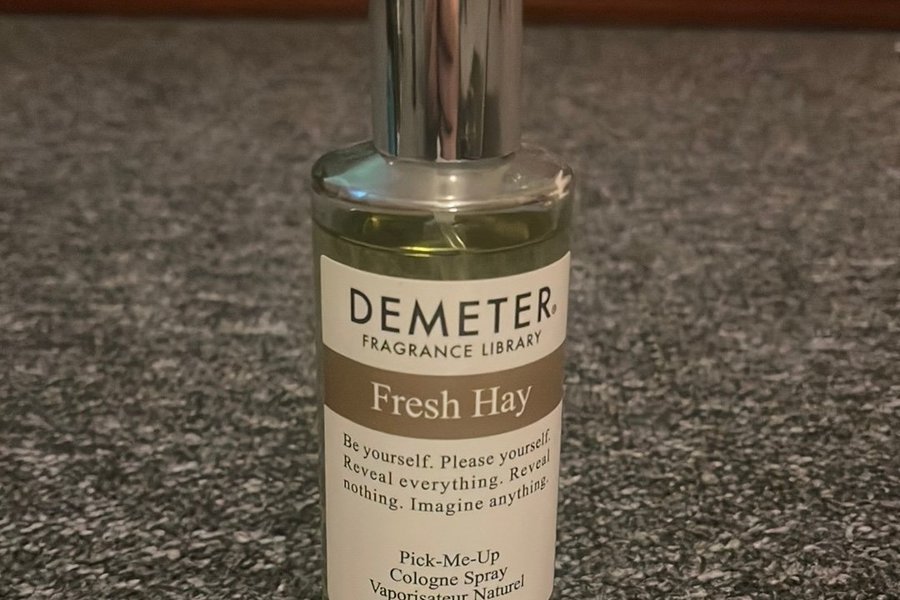 DEMETER®
FRAGRANCE LIBRARY
Fresh Hay
Be yourself. Please yourself.
Reveal everything. Reveal
nothing. Imagine anything.
Pick-Me-Up
Cologne Spray
Vaporisateur Naturel